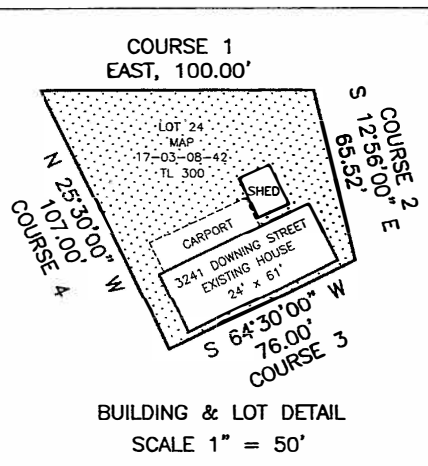 COURSE 1
EAST, 100.00'
S 12°56'00" E
65.52'
COURSE 2
LOT 24
MAP
17-03-08-42
TL 300
SHED
CARPORT
3241 DOWNING STREET
EXISTING HOUSE
24' x 61'
N 25°30'00" W
107.00'
COURSE 4
S 64°30'00" W
76.00'
COURSE 3
BUILDING & LOT DETAIL
SCALE 1" = 50'